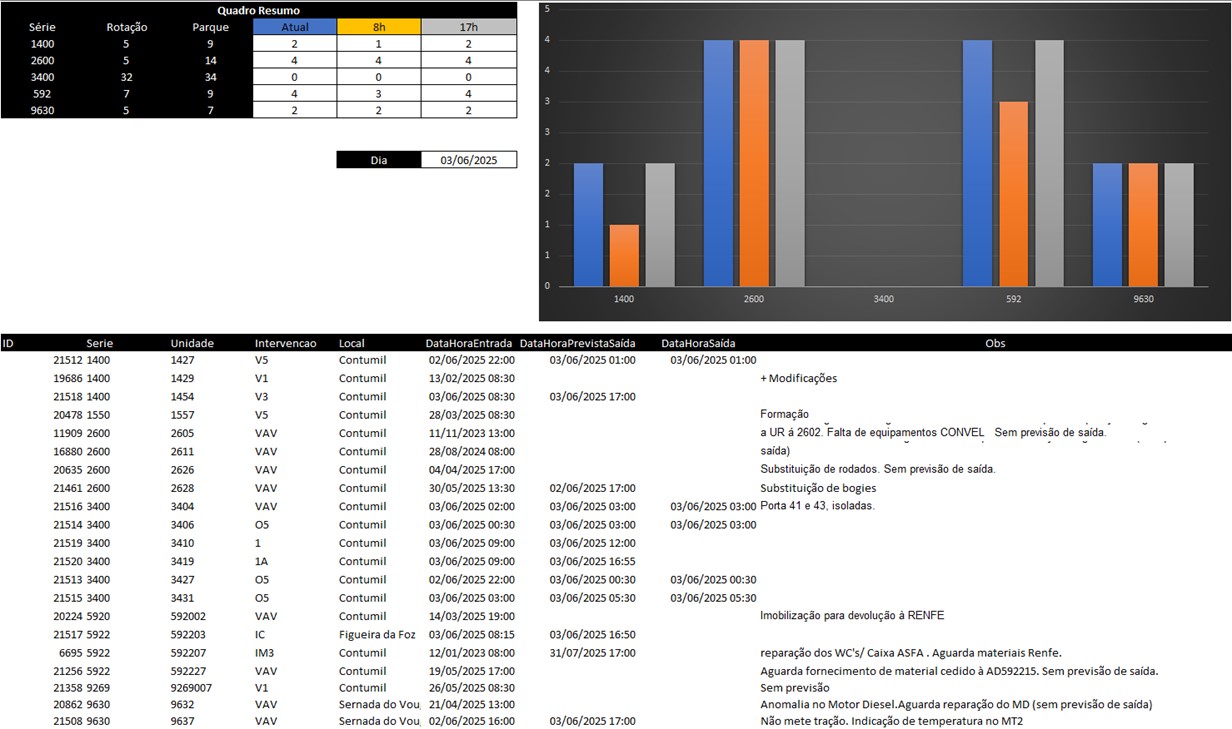 Quadro Resumo
Série Rotação Parque Atual 8h 17h
1400 5 9 2 1 2
2600 5 14 4 4 4
3400 32 34 0 0 0
592 7 9 4 3 4
9630 5 7 2 2 2
Dia 03/06/2025
5
4
4
3
3
2
2
1
1
0
1400 2600 3400 592 9630
ID Serie Unidade Intervencao Local DataHoraEntrada DataHoraPrevistaSaída DataHoraSaída Obs
21512 1400 1427 V5 Contumil 02/06/2025 22:00 03/06/2025 01:00 03/06/2025 01:00
19686 1400 1429 V1 Contumil 13/02/2025 08:30 + Modificações
21518 1400 1454 V3 Contumil 03/06/2025 08:30 03/06/2025 17:00
20478 1550 1557 V5 Contumil 28/03/2025 08:30 Formação
11909 2600 2605 VAV Contumil 11/11/2023 13:00 a UR á 2602. Falta de equipamentos CONVEL Sem previsão de saída.
16880 2600 2611 VAV Contumil 28/08/2024 08:00 saída)
20635 2600 2626 VAV Contumil 04/04/2025 17:00 Substituição de rodados. Sem previsão de saída.
21461 2600 2628 VAV Contumil 30/05/2025 13:30 02/06/2025 17:00 Substituição de bogies
21516 3400 3404 VAV Contumil 03/06/2025 02:00 03/06/2025 03:00 03/06/2025 03:00 Porta 41 e 43, isoladas.
21514 3400 3406 O5 Contumil 03/06/2025 00:30 03/06/2025 03:00 03/06/2025 03:00
21519 3400 3410 1 Contumil 03/06/2025 09:00 03/06/2025 12:00
21520 3400 3419 1A Contumil 03/06/2025 09:00 03/06/2025 16:55
21513 3400 3427 O5 Contumil 02/06/2025 22:00 03/06/2025 00:30 03/06/2025 00:30
21515 3400 3431 O5 Contumil 03/06/2025 03:00 03/06/2025 05:30 03/06/2025 05:30
20224 5920 592002 VAV Contumil 14/03/2025 19:00 Imobilização para devolução à RENFE
21517 5922 592203 IC Figueira da Foz 03/06/2025 08:15 03/06/2025 16:50
6695 5922 592207 IM3 Contumil 12/01/2023 08:00 31/07/2025 17:00 reparação dos WC's/ Caixa ASFA . Aguarda materiais Renfe.
21256 5922 592227 VAV Contumil 19/05/2025 17:00 Aguarda fornecimento de material cedido à AD592215. Sem previsão de saída.
21358 9269 9269007 V1 Contumil 26/05/2025 08:30 Sem previsão
20862 9630 9632 VAV Sernada do Vou 21/04/2025 13:00 Anomalia no Motor Diesel.Aguarda reparação do MD (sem previsão de saída)
21508 9630 9637 VAV Sernada do Vou 02/06/2025 16:00 03/06/2025 17:00 Não mete tração. Indicação de temperatura no MT2